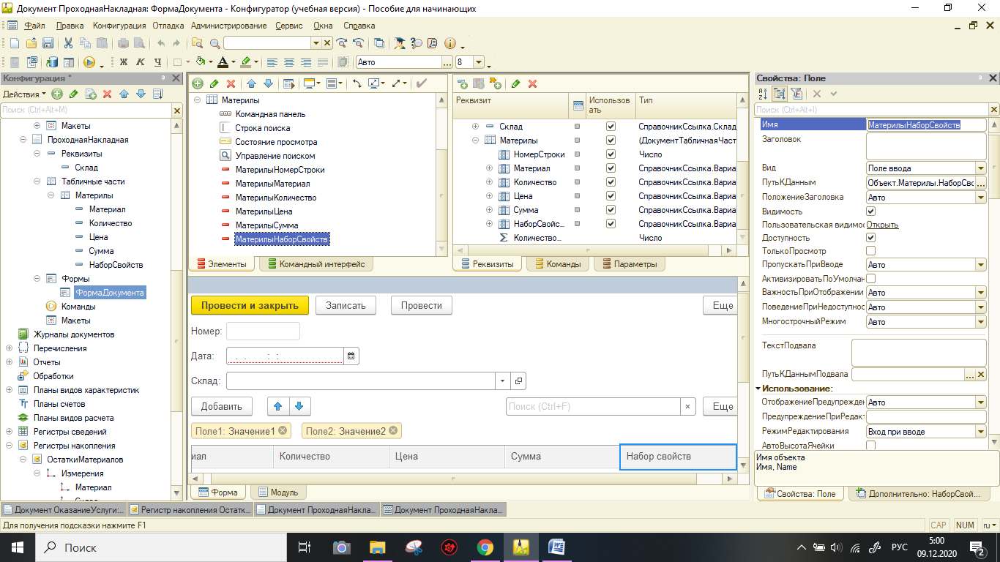 Документ ПроходнаяНакладная: ФормаДокумента - Конфигуратор (учебная версия) - Пособие для начинающих
Файл Правка Конфигурация Отладка Администрирование Сервис Окна Справка
Ж К Ч Авто 8
Конфигурация *
Действия
Поиск (Ctrl+Alt+M)
Макеты
ПроходнаяНакладная
Реквизиты
Склад
Табличные части
Материлы
Материал
Количество
Цена
Сумма
НаборСвойств
Формы
ФормаДокумента
Команды
Макеты
Журналы документов
Перечисления
Отчеты
Обработки
Планы видов характеристик
Планы счетов
Планы видов расчета
Регистры сведений
Регистры накопления
ОстаткиМатериалов
Измерения
Материал
Материлы
Командная панель
Строка поиска
Состояние просмотра
Управление поиском
МатерилыНомерСтроки
МатерилыМатериал
МатерилыКоличество
МатерилыЦена
МатерилыСумма
МатерилыНаборСвойств
Элементы Командный интерфейс
Реквизит Использов
ать Тип
Склад СправочникСсылка.Склад
Материлы (ДокументТабличнаяЧаст
НомерСтроки Число
Материал СправочникСсылка.Вариа
Количество СправочникСсылка.Вариа
Цена СправочникСсылка.Вариа
Сумма СправочникСсылка.Вариа
НаборСвойс... СправочникСсылка.Вариа
Количество... Число
Реквизиты Команды Параметры
Провести и закрыть Записать Провести Еще
Номер:
Дата: . . : :
Склад:
Добавить Поиск (Ctrl+F) × Еще
Поле1: Значение1 Поле2: Значение2
иал Количество Цена Сумма Набор свойств
Форма Модуль
Свойства: Поле
Поиск (Ctrl+Alt+I)
Имя МатерилыНаборСвойств
Заголовок
Вид Поле ввода
ПутьКДанным Объект.Материлы.НаборСво ...
ПоложениеЗаголовка Авто
Видимость
Пользовательская видимос Открыть
Доступность
ТолькоПросмотр
ПропускатьПриВводе Авто
АктивизироватьПоУмолчан
ВажностьПриОтображении Авто
ПоведениеПриНедоступнос Авто
МногострочныйРежим Авто
ТекстПодвала
ПутьКДаннымПодвала ...
Использование:
ОтображениеПредупрежден Авто
ПредупреждениеПриРедакт
РежимРедактирования Вход при вводе
АвтоВысотаЯчейки
Имя объекта
Имя, Name
Свойства: Поле Дополнительно: НаборСвой...
Документ ОказаниеУслуги:... Регистр накопления Остатк... Документ ПроходнаяНакла... Документ ПроходнаяНакла...
Для получения подсказки нажмите F1 CAP NUM ru
Поиск РУС 5:00
09.12.2020 2